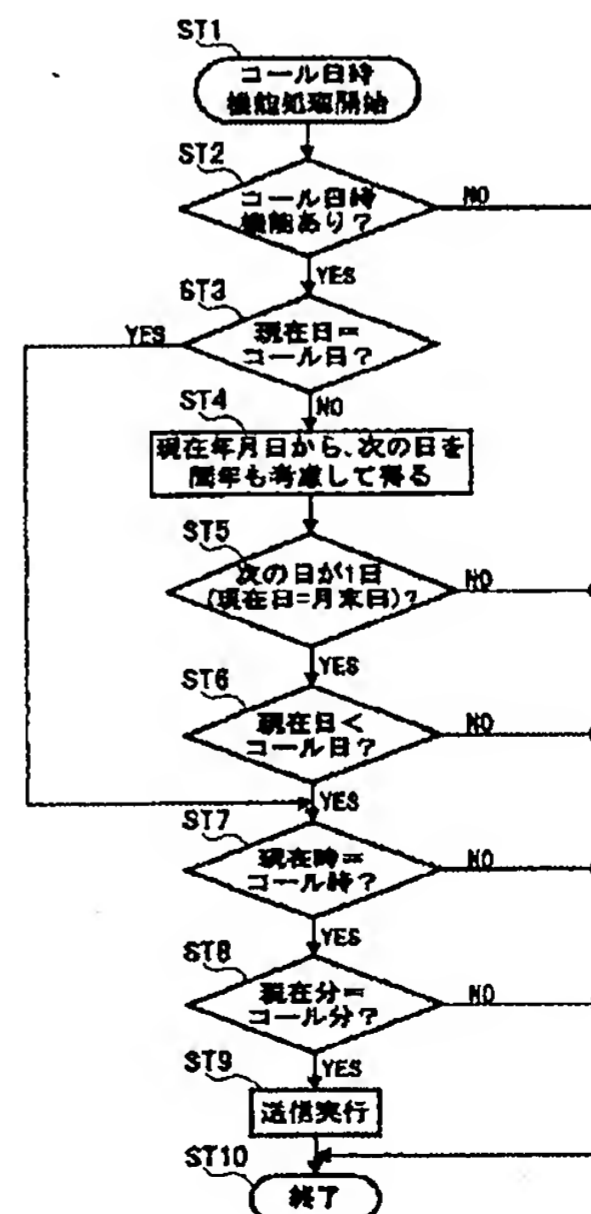 ST1
コール日時
機能処理開始
ST2
コール日時
機能あり?
NO
YES
ST3
現在日=
コール日?
YES
NO
ST4
現在年月日から、次の日を
閏年も考慮して得る
ST5
次の日が1日
(現在日=月末日)?
NO
YES
ST6
現在日<
コール日?
NO
YES
ST7
現在時=
コール時?
NO
YES
ST8
現在分=
コール分?
NO
YES
ST9
送信実行
ST10
終了